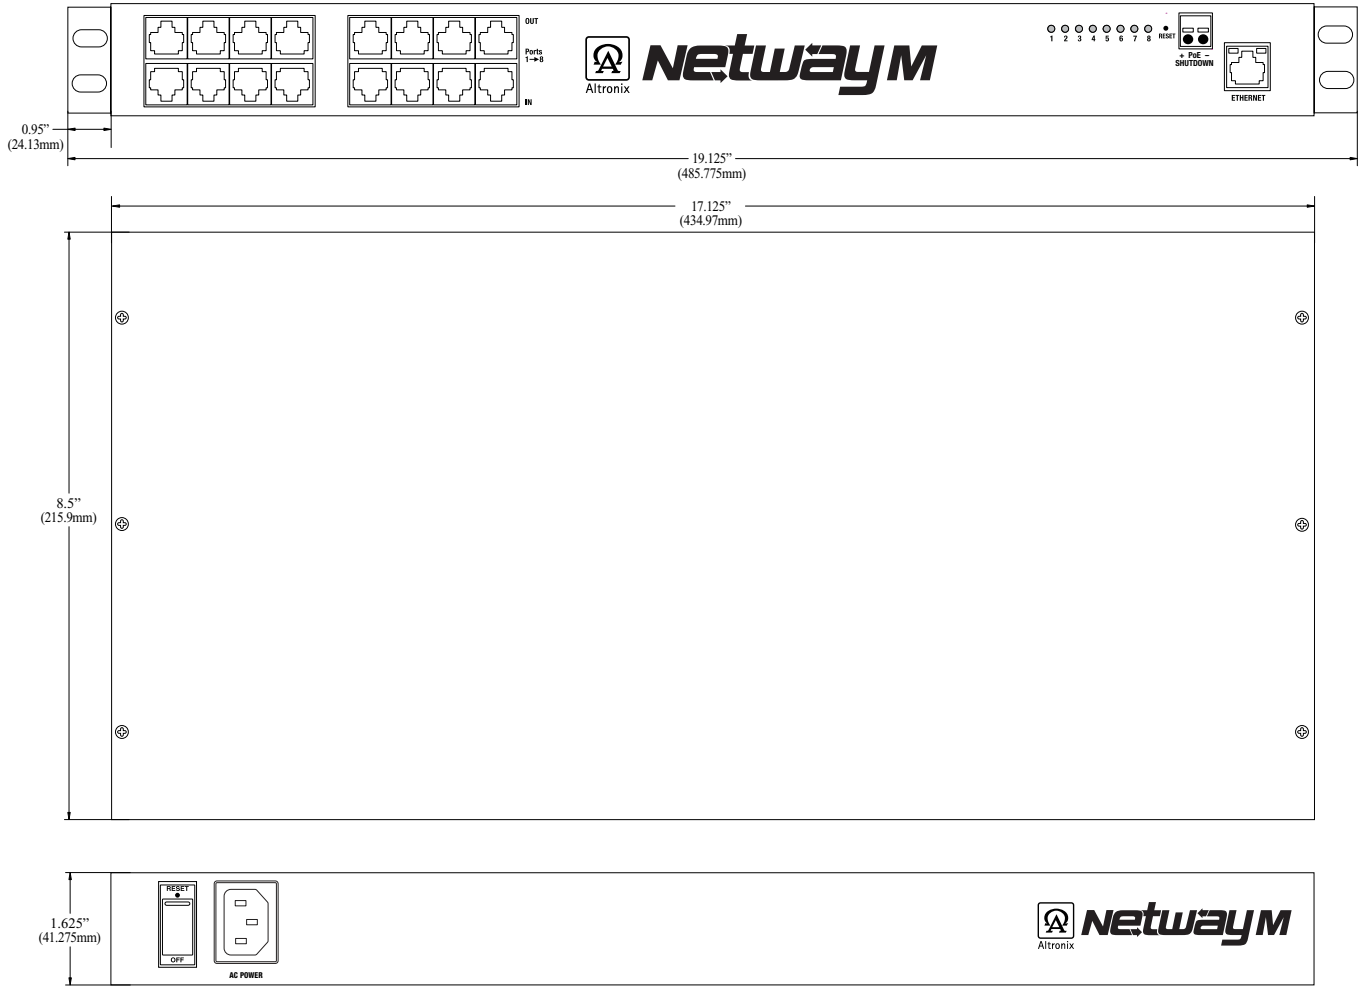 OUT
Ports
1→8
IN
Altronix
NetwayM
1 2 3 4 5 6 7 8
RESET
+ PoE −
SHUTDOWN
ETHERNET
0.95”
(24.13mm)
19.125”
(485.775mm)
17.125”
(434.97mm)
8.5”
(215.9mm)
1.625”
(41.275mm)
RESET
OFF
AC POWER
Altronix
NetwayM